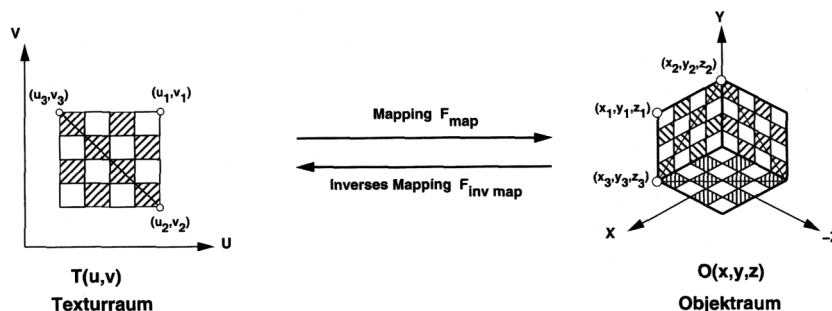 V
(u3,v3)
(u1,v1)
(u2,v2)
U
T(u,v)
Texturraum
Mapping Fmap
Inverses Mapping Finv map
Y
(x2,y2,z2)
(x1,y1,z1)
(x3,y3,z3)
X
–Z
O(x,y,z)
Objektraum